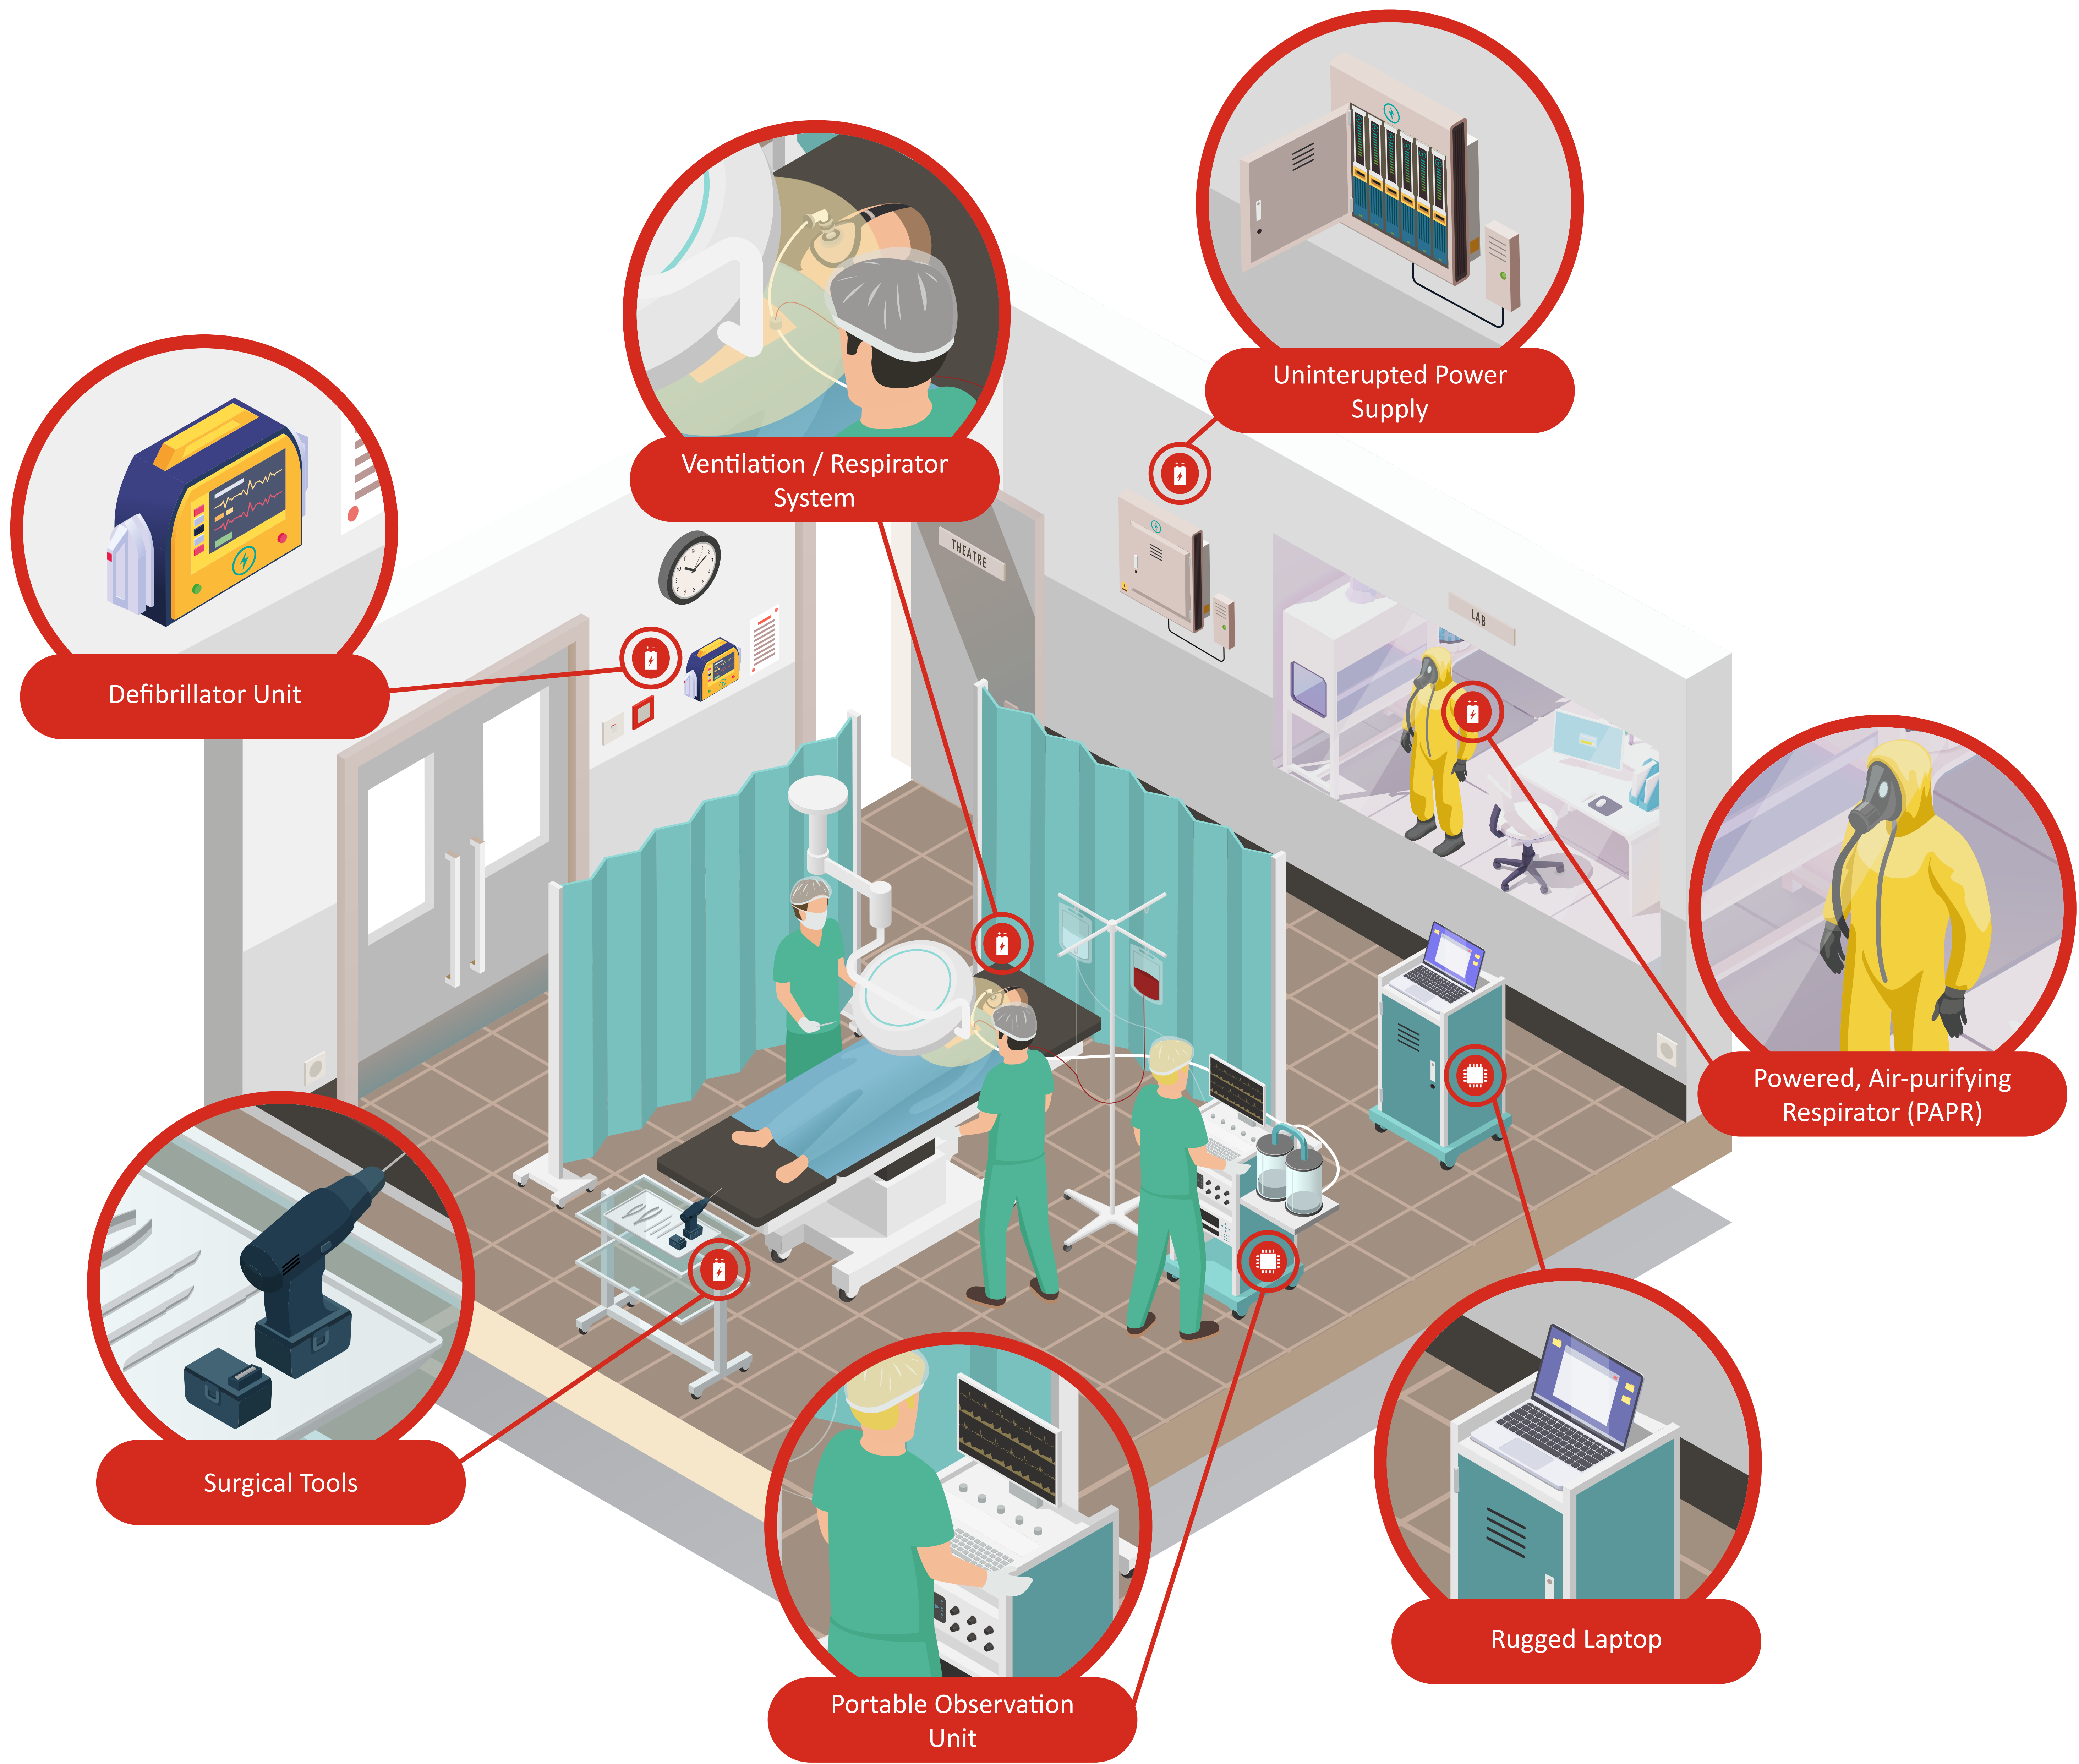 Uninterupted Power
Supply
Ventilation / Respirator
System
THEATRE
LAB
Defibrillator Unit
Powered, Air-purifying
Respirator (PAPR)
Surgical Tools
Rugged Laptop
Portable Observation
Unit